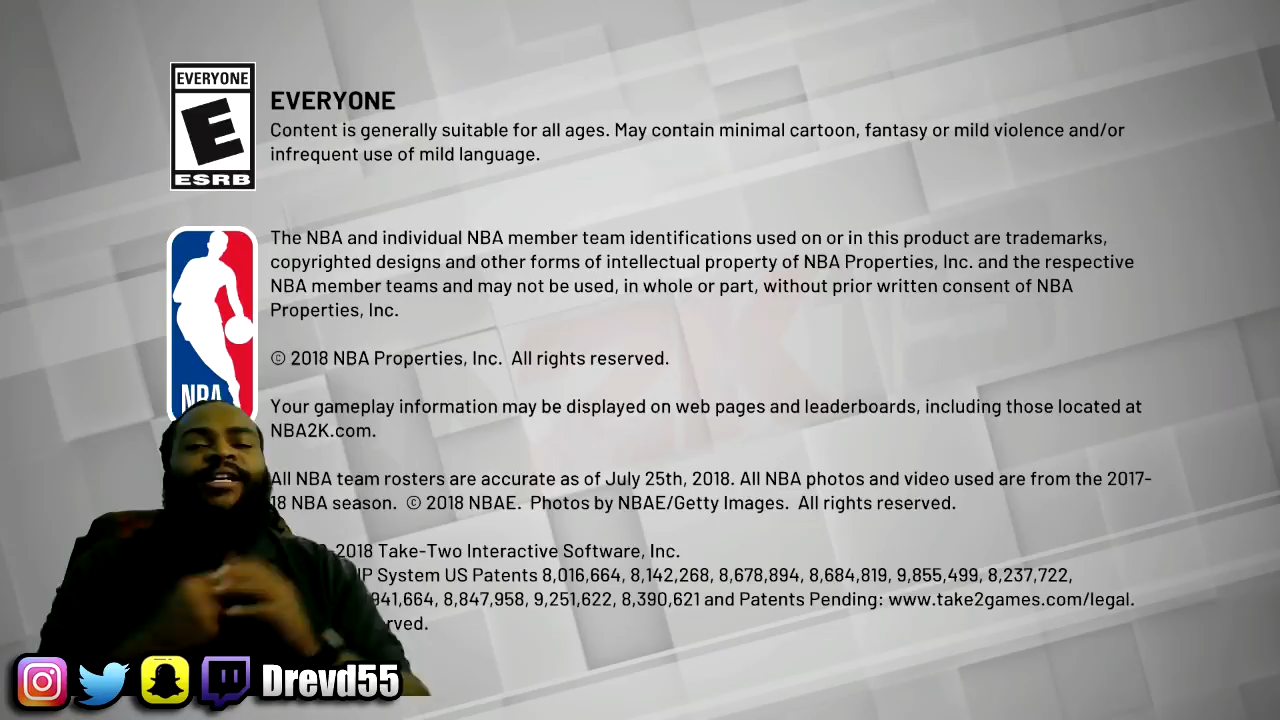 EVERYONE
E
ESRB
EVERYONE
Content is generally suitable for all ages. May contain minimal cartoon, fantasy or mild violence and/or
infrequent use of mild language.
The NBA and individual NBA member team identifications used on or in this product are trademarks,
copyrighted designs and other forms of intellectual property of NBA Properties, Inc. and the respective
NBA member teams and may not be used, in whole or part, without prior written consent of NBA
Properties, Inc.
NBA
© 2018 NBA Properties, Inc. All rights reserved.
Your gameplay information may be displayed on web pages and leaderboards, including those located at
NBA2K.com.
All NBA team rosters are accurate as of July 25th, 2018. All NBA photos and video used are from the 2017-
18 NBA season. © 2018 NBAE. Photos by NBAE/Getty Images. All rights reserved.
2018 Take-Two Interactive Software, Inc.
System US Patents 8,016,664, 8,142,268, 8,678,894, 8,684,819, 9,855,499, 8,237,722,
941,664, 8,847,958, 9,251,622, 8,390,621 and Patents Pending: www.take2games.com/legal.
rved.
Drevd55